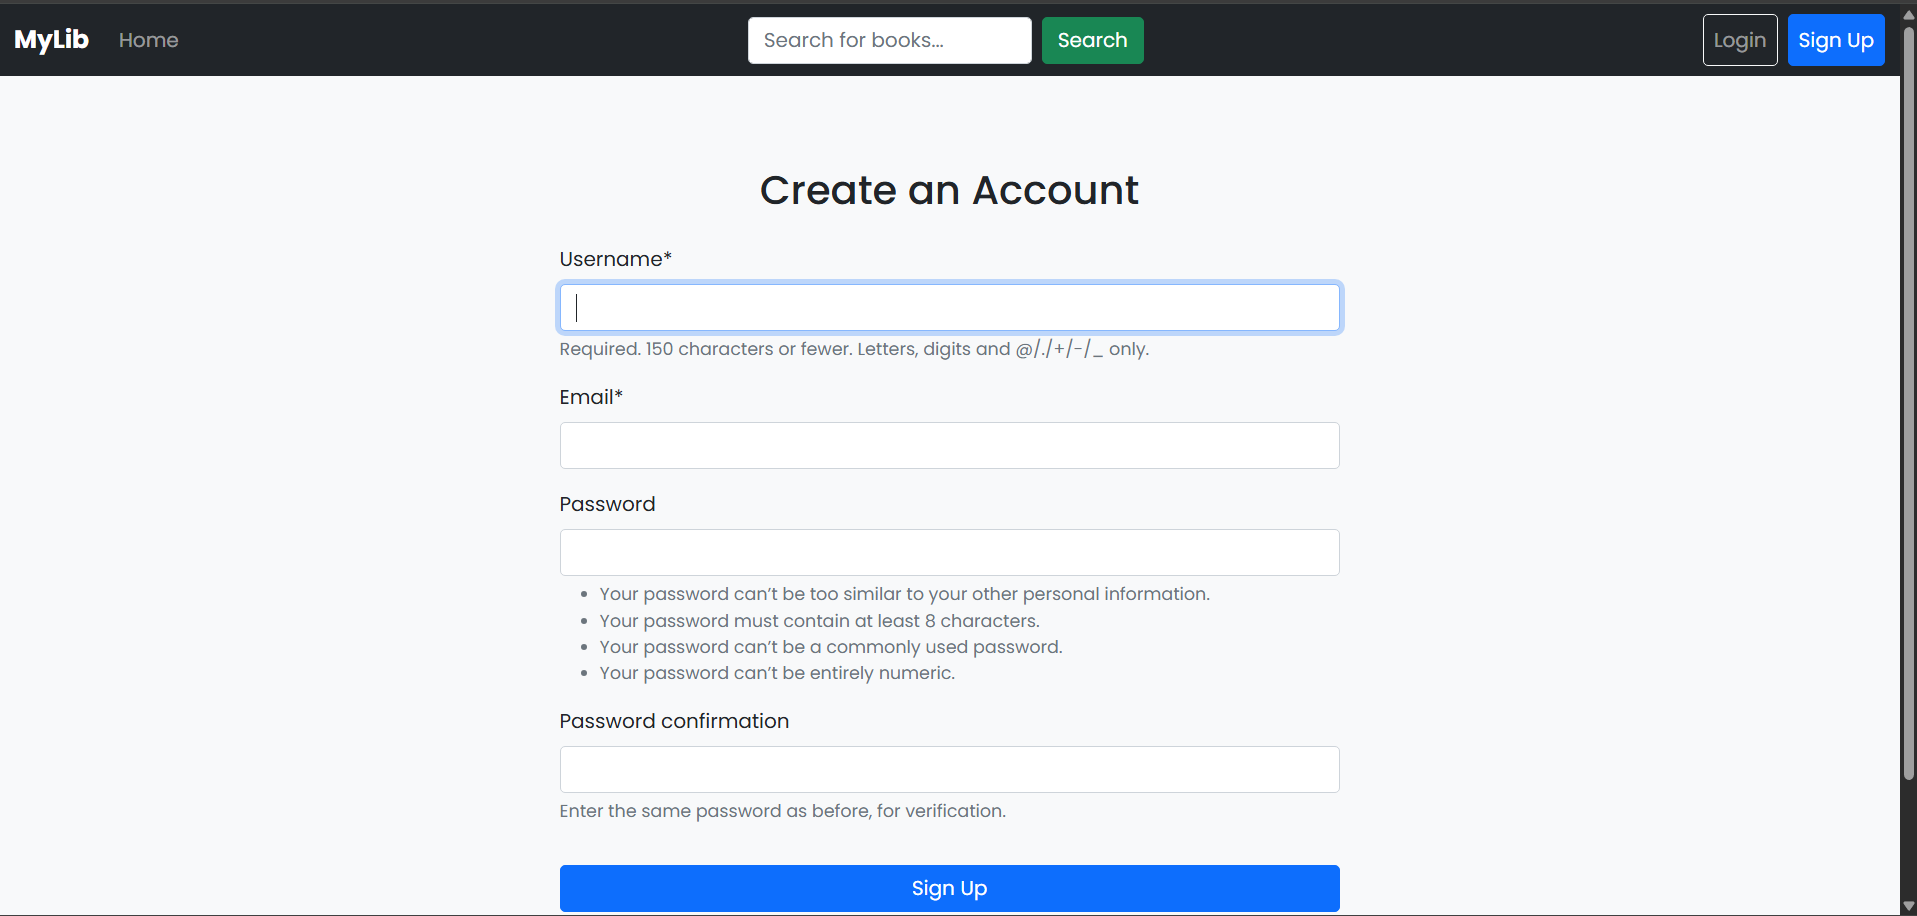 MyLib Home Search for books... Search Login Sign Up
Create an Account
Username*
Required. 150 characters or fewer. Letters, digits and @/./+/-/_ only.
Email*
Password
• Your password can’t be too similar to your other personal information.
• Your password must contain at least 8 characters.
• Your password can’t be a commonly used password.
• Your password can’t be entirely numeric.
Password confirmation
Enter the same password as before, for verification.
Sign Up